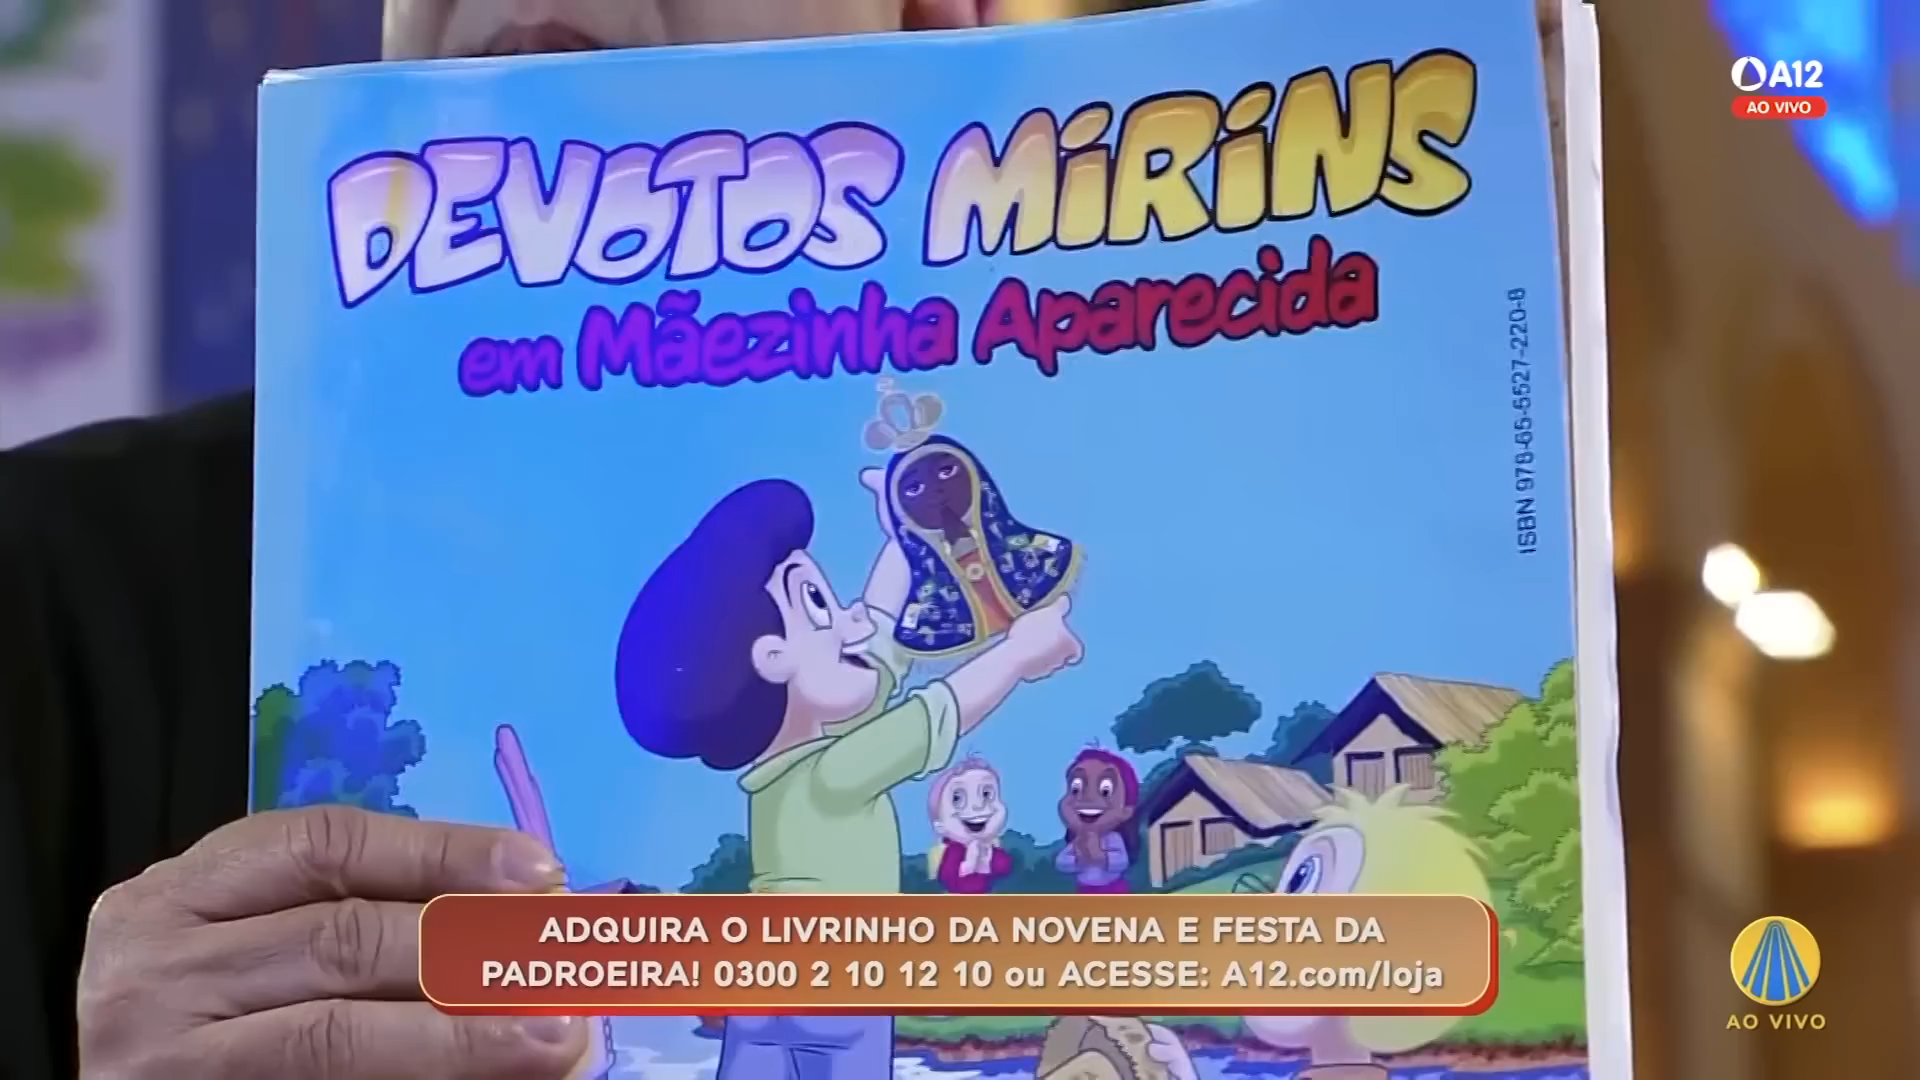 DEVOTOS MiRiNS
em Mãezinha Aparecida
ISBN 978-65-5527-220-8
A12
AO VIVO
ADQUIRA O LIVRINHO DA NOVENA E FESTA DA
PADROEIRA! 0300 2 10 12 10 ou ACESSE: A12.com/loja
AO VIVO